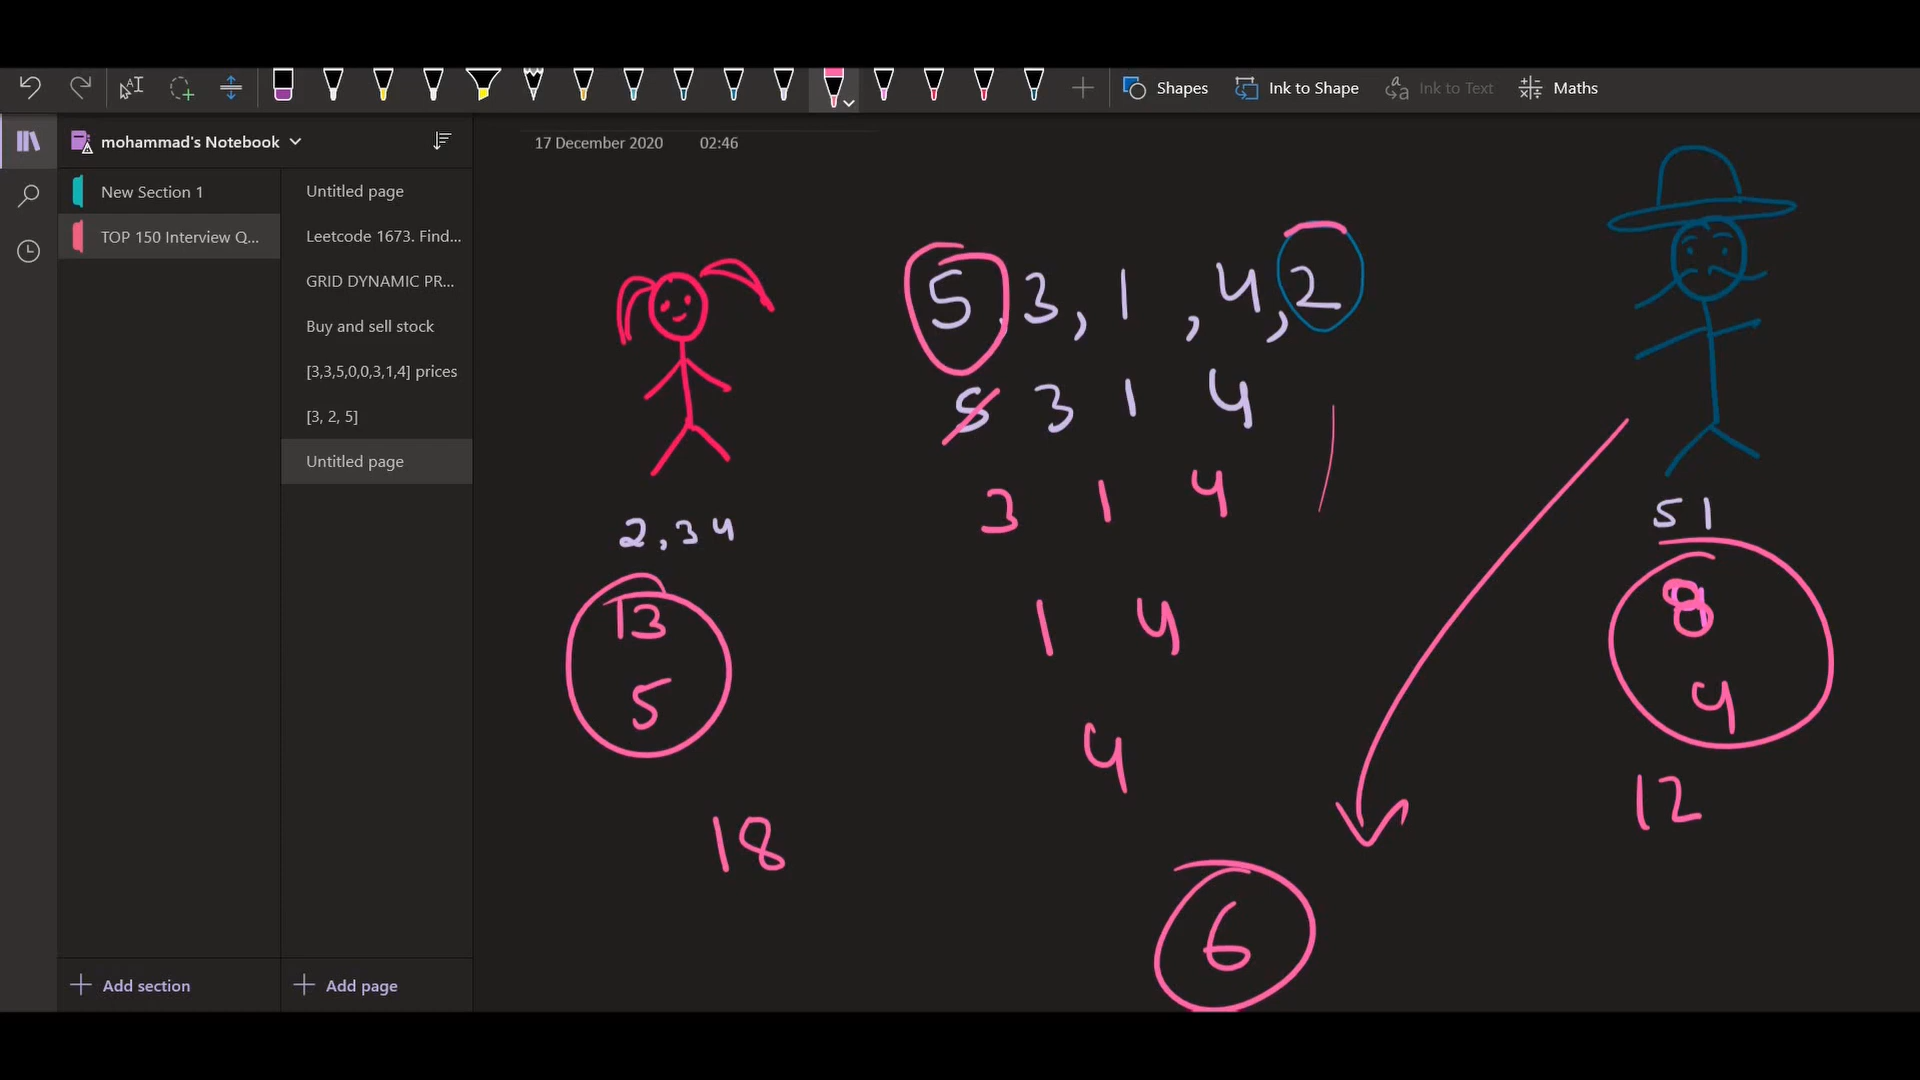 Shapes
Ink to Shape
Ink to Text
Maths
mohammad's Notebook
17 December 2020 02:46
New Section 1
TOP 150 Interview Q...
Untitled page
Leetcode 1673. Find...
GRID DYNAMIC PR...
Buy and sell stock
[3,3,5,0,0,3,1,4] prices
[3, 2, 5]
Untitled page
5, 3, 1, 4, 2
5 3 1 4
3 1 4
1 4
4
2, 3 4
13
5
18
5 1
8
4
12
6
Add section
Add page